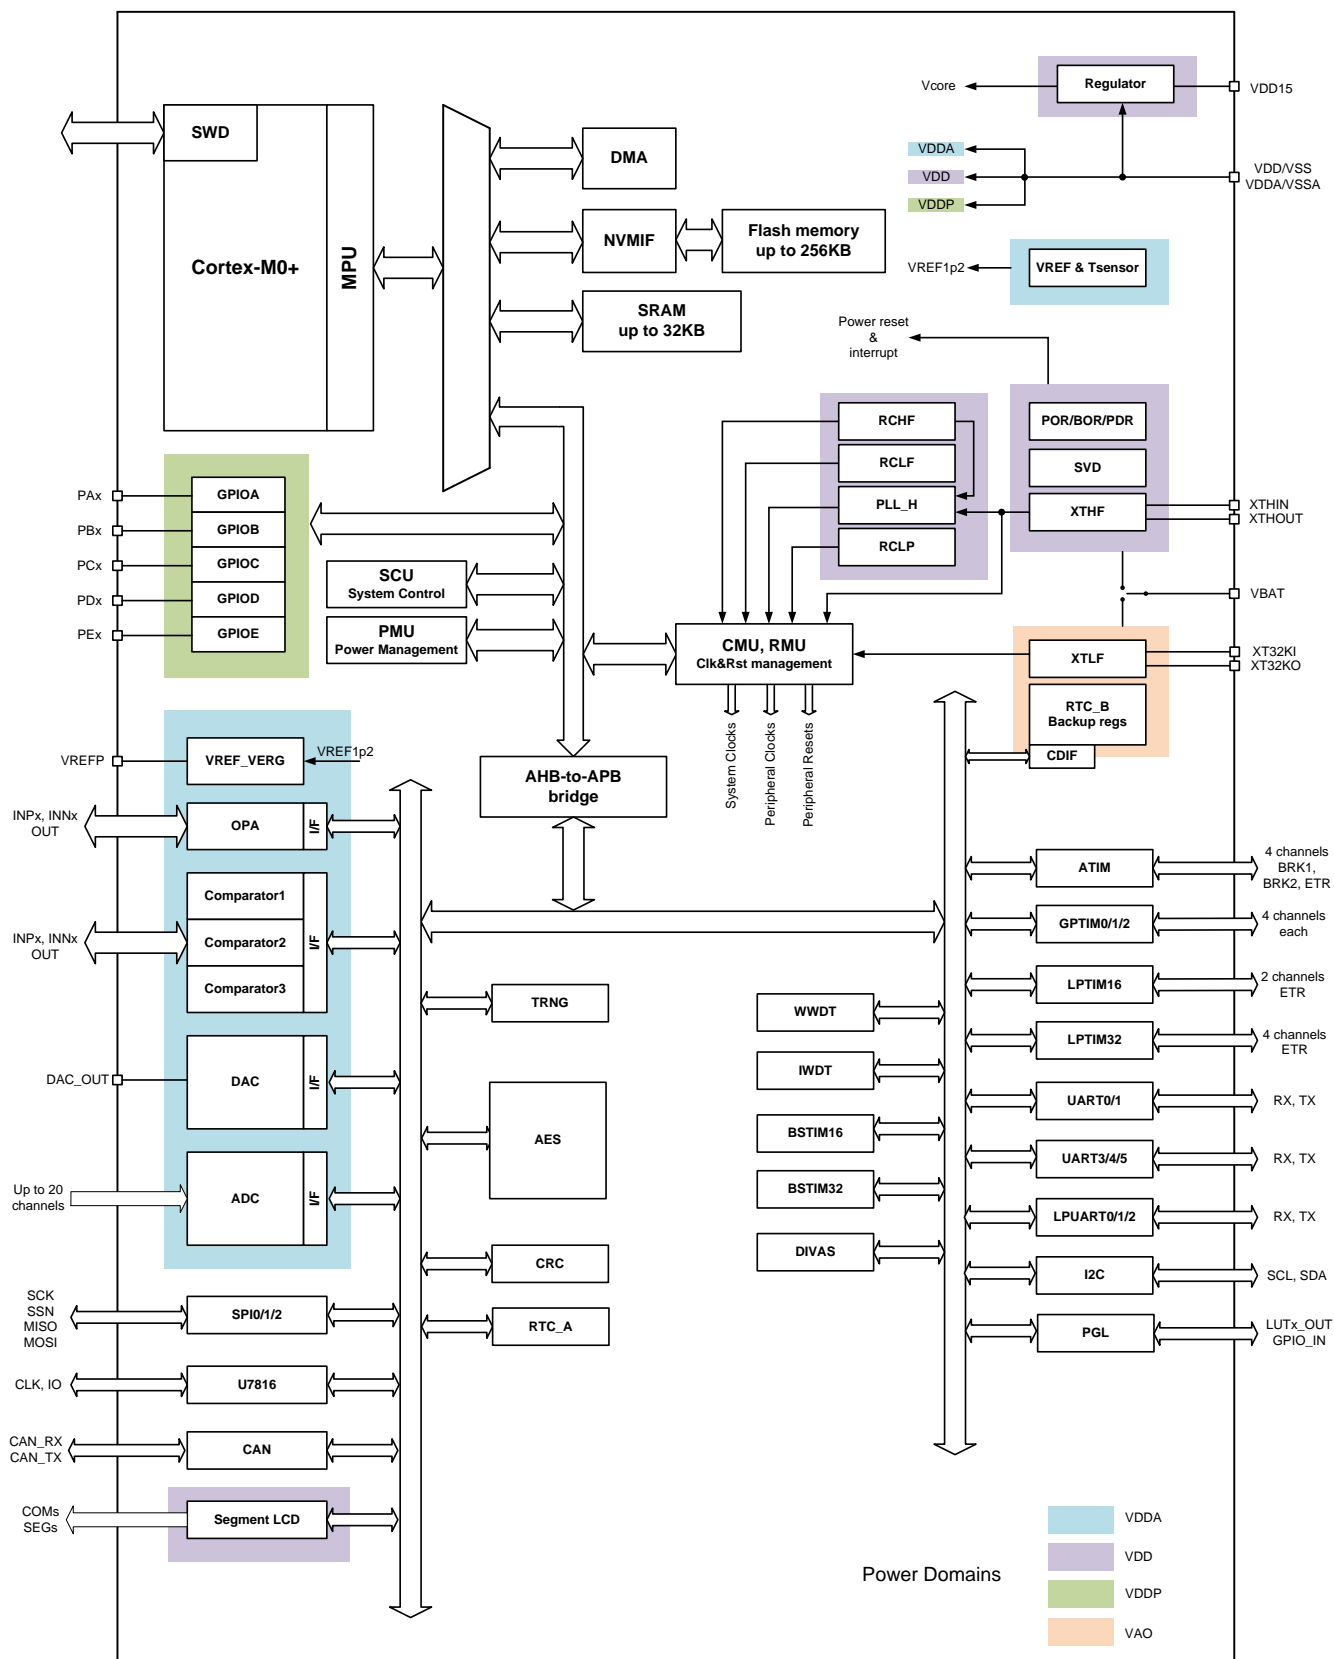 Regulator
Vcore
VDD15
SWD
VDDA
VDD
VDDP
VDD/VSS
VDDA/VSSA
DMA
Cortex-M0+
MPU
NVMIF
Flash memory
up to 256KB
VREF1p2
VREF & Tsensor
SRAM
up to 32KB
Power reset
&
interrupt
RCHF
RCLF
PLL_H
RCLP
POR/BOR/PDR
SVD
XTHF
XTHIN
XTHOUT
PAx
PBx
PCx
PDx
PEx
GPIOA
GPIOB
GPIOC
GPIOD
GPIOE
SCU
System Control
PMU
Power Management
CMU, RMU
Clk&Rst management
VBAT
XTLF
XT32KI
XT32KO
RTC_B
Backup regs
CDIF
System Clocks
Peripheral Clocks
Peripheral Resets
VREFP
VREF_VERG
VREF1p2
AHB-to-APB
bridge
INPx, INNx
OUT
OPA
I/F
INPx, INNx
OUT
Comparator1
Comparator2
Comparator3
I/F
DAC_OUT
DAC
I/F
Up to 20
channels
ADC
I/F
SCK
SSN
MISO
MOSI
SPI0/1/2
CLK, IO
U7816
CAN_RX
CAN_TX
CAN
COMs
SEGs
Segment LCD
TRNG
AES
CRC
RTC_A
WWDT
IWDT
BSTIM16
BSTIM32
DIVAS
ATIM
4 channels
BRK1,
BRK2, ETR
GPTIM0/1/2
4 channels
each
LPTIM16
2 channels
ETR
LPTIM32
4 channels
ETR
UART0/1
RX, TX
UART3/4/5
RX, TX
LPUART0/1/2
RX, TX
I2C
SCL, SDA
PGL
LUTx_OUT
GPIO_IN
Power Domains
VDDA
VDD
VDDP
VAO